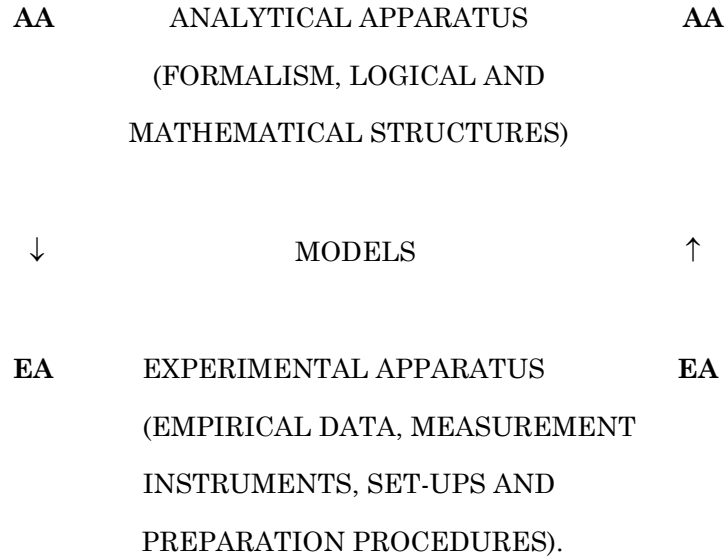 AA ANALYTICAL APPARATUS AA
(FORMALISM, LOGICAL AND
MATHEMATICAL STRUCTURES)
↓ MODELS ↑
EA EXPERIMENTAL APPARATUS EA
(EMPIRICAL DATA, MEASUREMENT
INSTRUMENTS, SET-UPS AND
PREPARATION PROCEDURES).